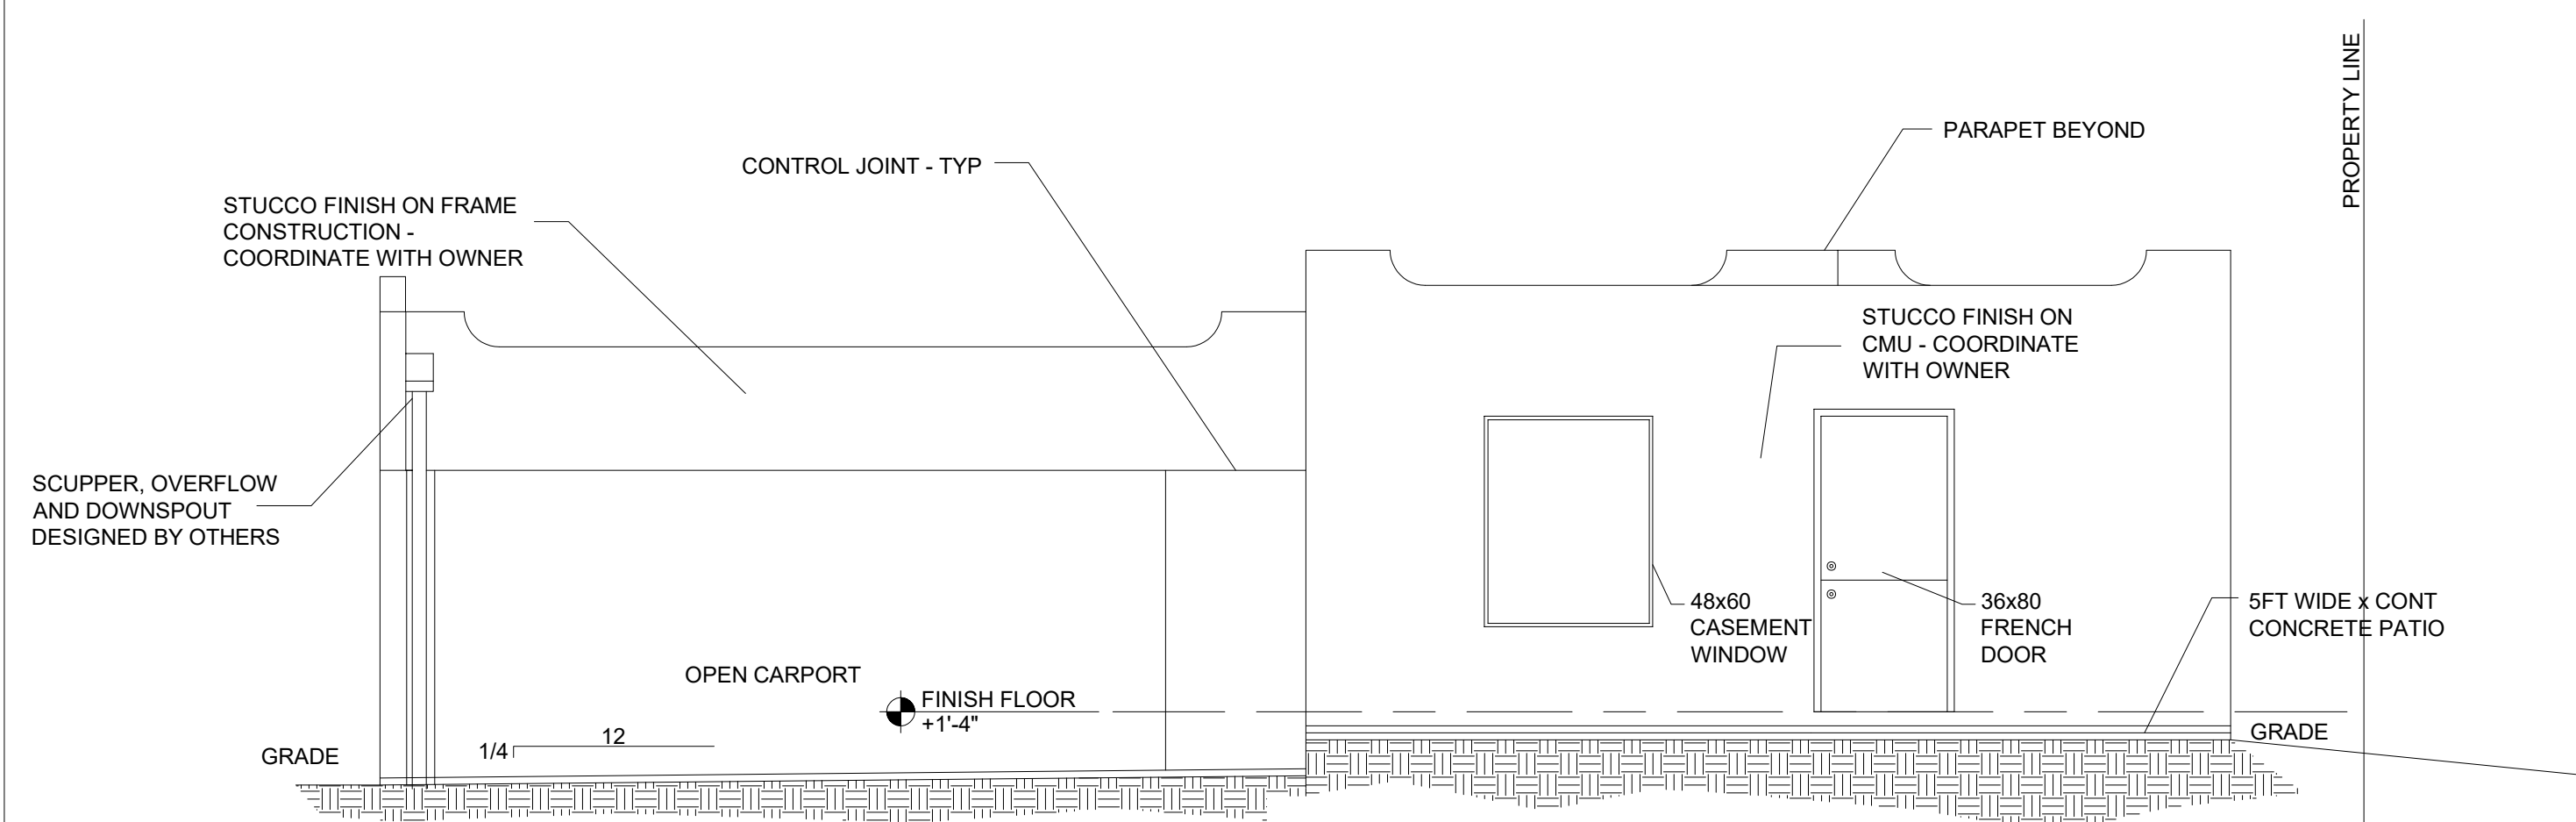 PROPERTY LINE
PARAPET BEYOND
CONTROL JOINT - TYP
STUCCO FINISH ON FRAME
CONSTRUCTION -
COORDINATE WITH OWNER
STUCCO FINISH ON
CMU - COORDINATE
WITH OWNER
SCUPPER, OVERFLOW
AND DOWNSPOUT
DESIGNED BY OTHERS
48x60
CASEMENT
WINDOW
36x80
FRENCH
DOOR
5FT WIDE x CONT
CONCRETE PATIO
OPEN CARPORT
FINISH FLOOR
+1'-4"
GRADE
1/4
12
GRADE